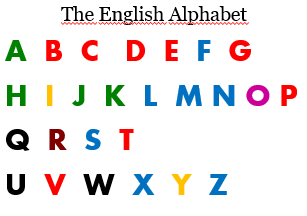 The English Alphabet
A B C D E F G
H I J K L M N O P
Q R S T
U V W X Y Z